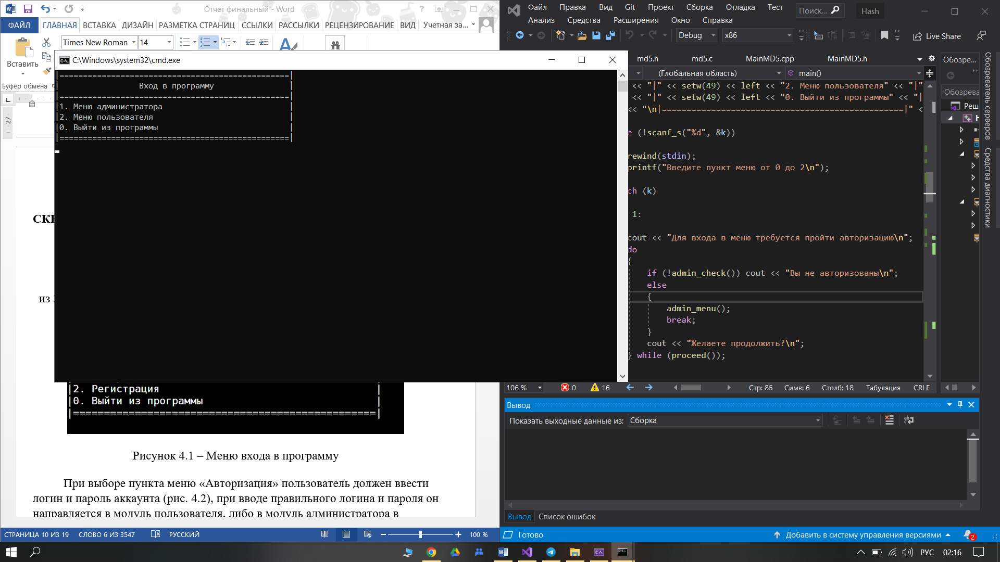 Отчет финальный - Word
ФАЙЛ
ГЛАВНАЯ
ВСТАВКА
ДИЗАЙН
РАЗМЕТКА СТРАНИЦ
ССЫЛКИ
РАССЫЛКИ
РЕЦЕНЗИРОВАНИЕ
ВИД
Учетная за...
Times New Roman
14
Вставить
Буфер обмена
27
C:\Windows\system32\cmd.exe
|=================================================|
| Вход в программу |
|=================================================|
|1. Меню администратора |
|2. Меню пользователя |
|0. Выйти из программы |
|=================================================|
из
|2. Регистрация |
|0. Выйти из программы |
|=================================================|
Рисунок 4.1 – Меню входа в программу
При выборе пункта меню «Авторизация» пользователь должен ввести
логин и пароль аккаунта (рис. 4.2), при вводе правильного логина и пароля он
направляется в модуль пользователя, либо в модуль администратора в
СТРАНИЦА 10 ИЗ 19
СЛОВО 6 ИЗ 3547
РУССКИЙ
100 %
Файл Правка Вид Git Проект Сборка Отладка Тест
Анализ Средства Расширения Окно Справка
Поиск...
Hash
Debug
x86
Live Share
md5.h
md5.c
MainMD5.cpp
MainMD5.h
(Глобальная область)
main()
<< "|" << setw(49) << left << "2. Меню пользователя" << "|"
<< "|" << setw(49) << left << "0. Выйти из программы" << "|
<< "\n|=================================================|" <
e (!scanf_s("%d", &k))
rewind(stdin);
printf("Введите пункт меню от 0 до 2\n");
ch (k)
1:
cout << "Для входа в меню требуется пройти авторизацию\n";
do
{
if (!admin_check()) cout << "Вы не авторизованы\n";
else
{
admin_menu();
break;
}
cout << "Желаете продолжить?\n";
} while (proceed());
106 %
0
16
Стр: 85
Симв: 6
Столб: 18
Табуляция
CRLF
Обозре...
Обозрева
Реше
Обозреватель серверов
Средства диагностики
Вывод
Показать выходные данные из:
Сборка
Вывод
Список ошибок
Готово
Добавить в систему управления версиями
2
РУС
02:16